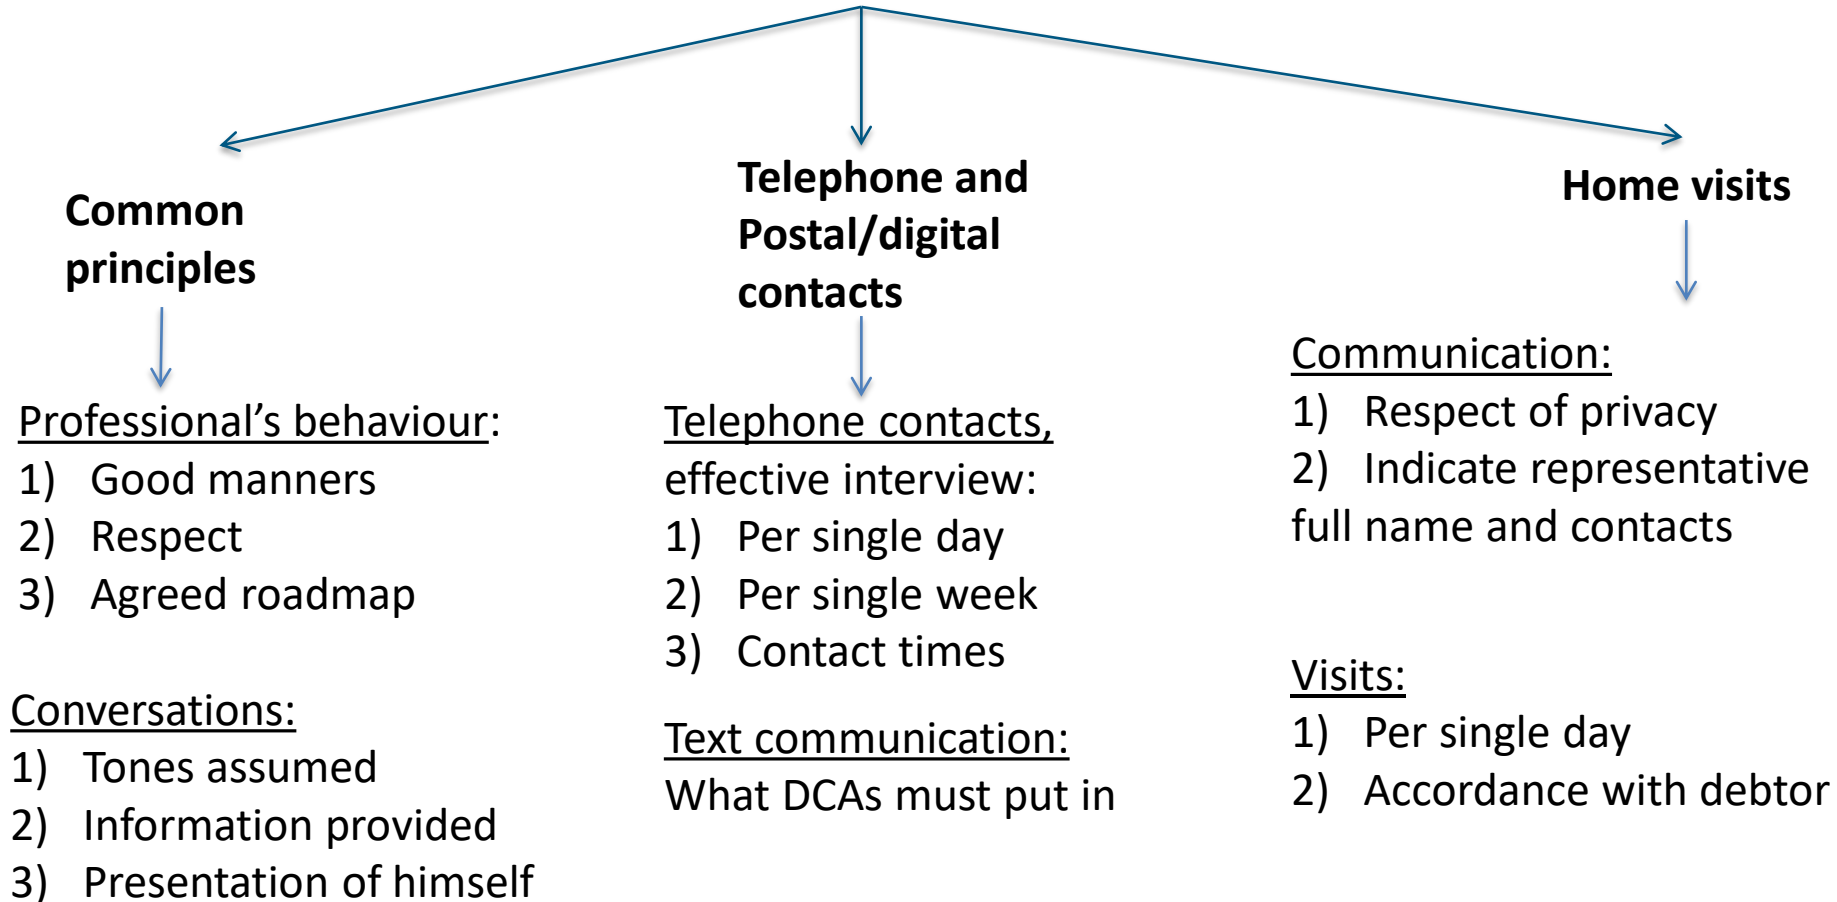 Common
principles
Professional’s behaviour:
1) Good manners
2) Respect
3) Agreed roadmap
Conversations:
1) Tones assumed
2) Information provided
3) Presentation of himself
Telephone and
Postal/digital
contacts
Telephone contacts,
effective interview:
1) Per single day
2) Per single week
3) Contact times
Text communication:
What DCAs must put in
Home visits
Communication:
1) Respect of privacy
2) Indicate representative
full name and contacts
Visits:
1) Per single day
2) Accordance with debtor